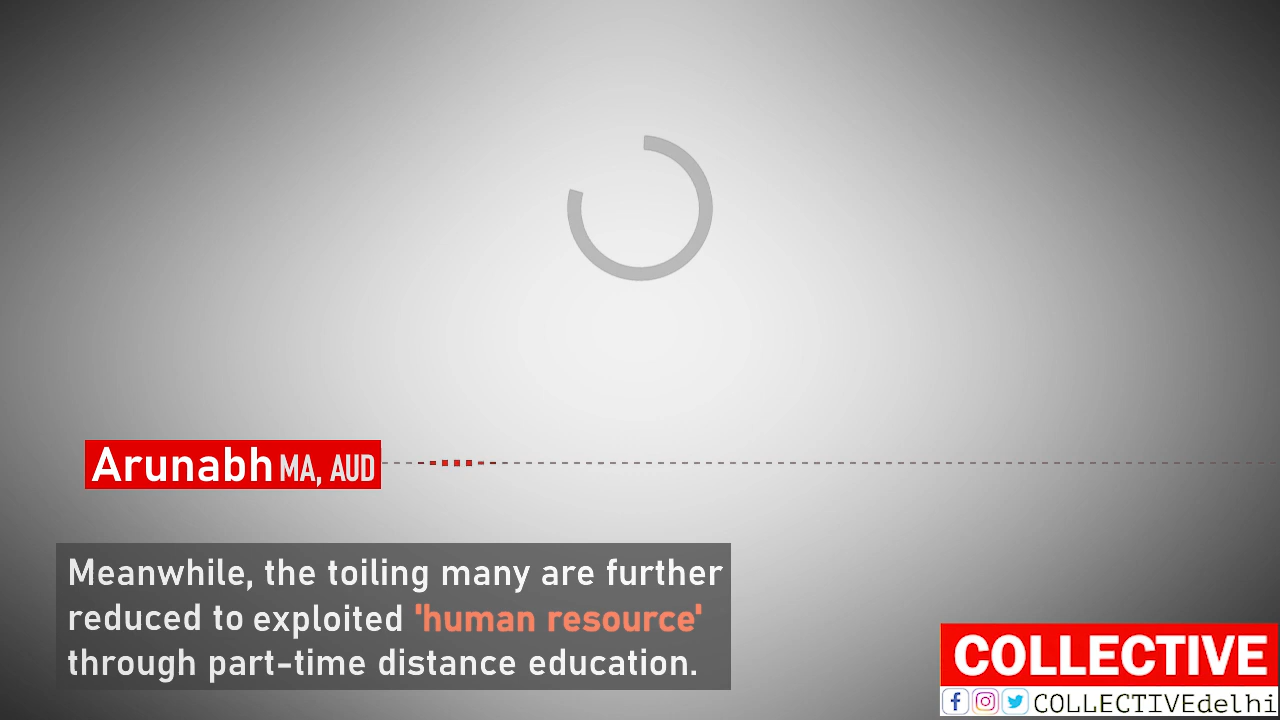 Arunabh MA, AUD
Meanwhile, the toiling many are further
reduced to exploited 'human resource'
through part-time distance education.
COLLECTIVE
COLLECTIVEdelhi